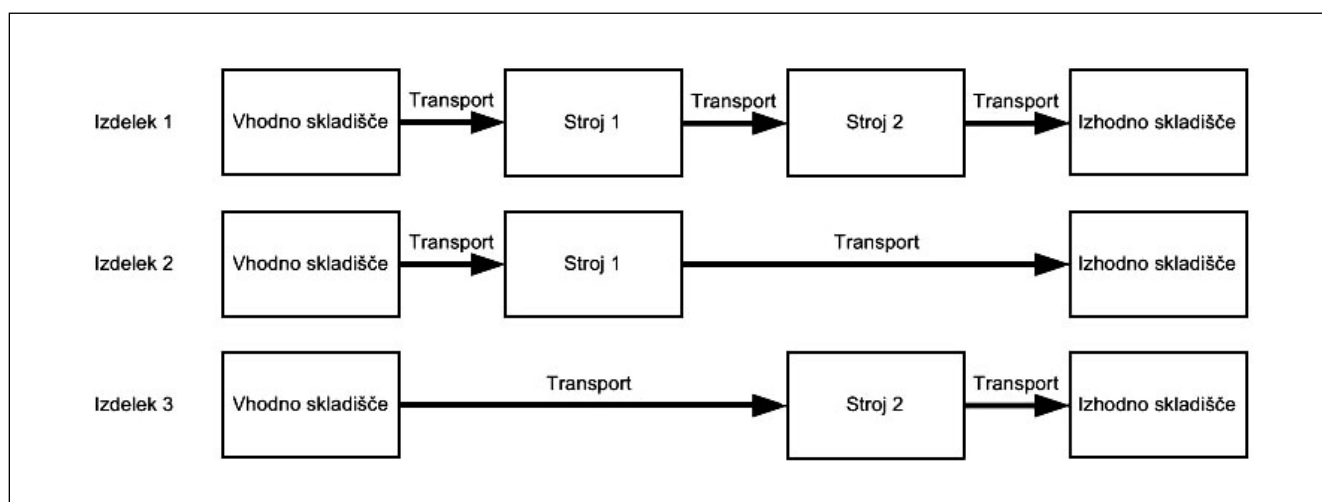 Transport
Transport
Transport
Izdelek 1
Vhodno skladišče
Stroj 1
Stroj 2
Izhodno skladišče
Transport
Transport
Izdelek 2
Vhodno skladišče
Stroj 1
Izhodno skladišče
Transport
Transport
Izdelek 3
Vhodno skladišče
Stroj 2
Izhodno skladišče